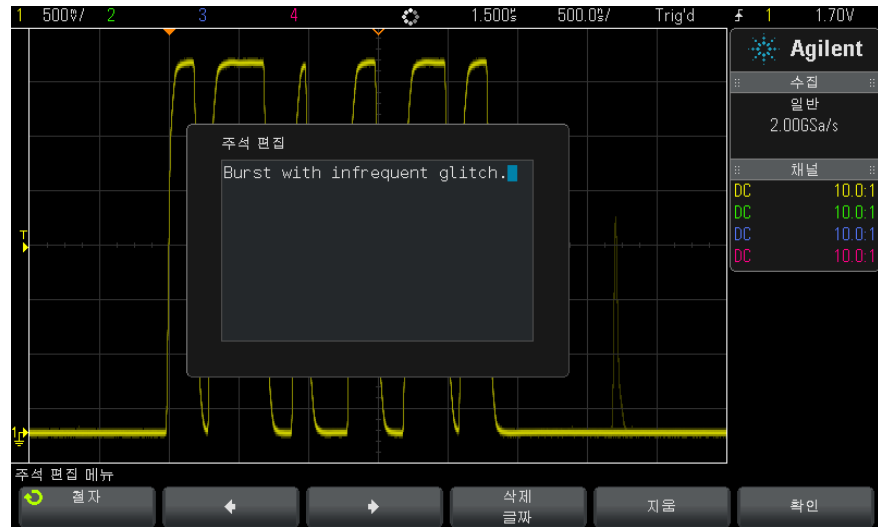 1 500▿/ 2 3 4 1.500s 500.0s/ Trig'd 1 1.70V
Agilent
수집
일반
2.00GSa/s
채널
DC 10.0:1
DC 10.0:1
DC 10.0:1
DC 10.0:1
주석 편집
Burst with infrequent glitch.
T
1
주석 편집 메뉴
철자
삭제
글짜
지움
확인